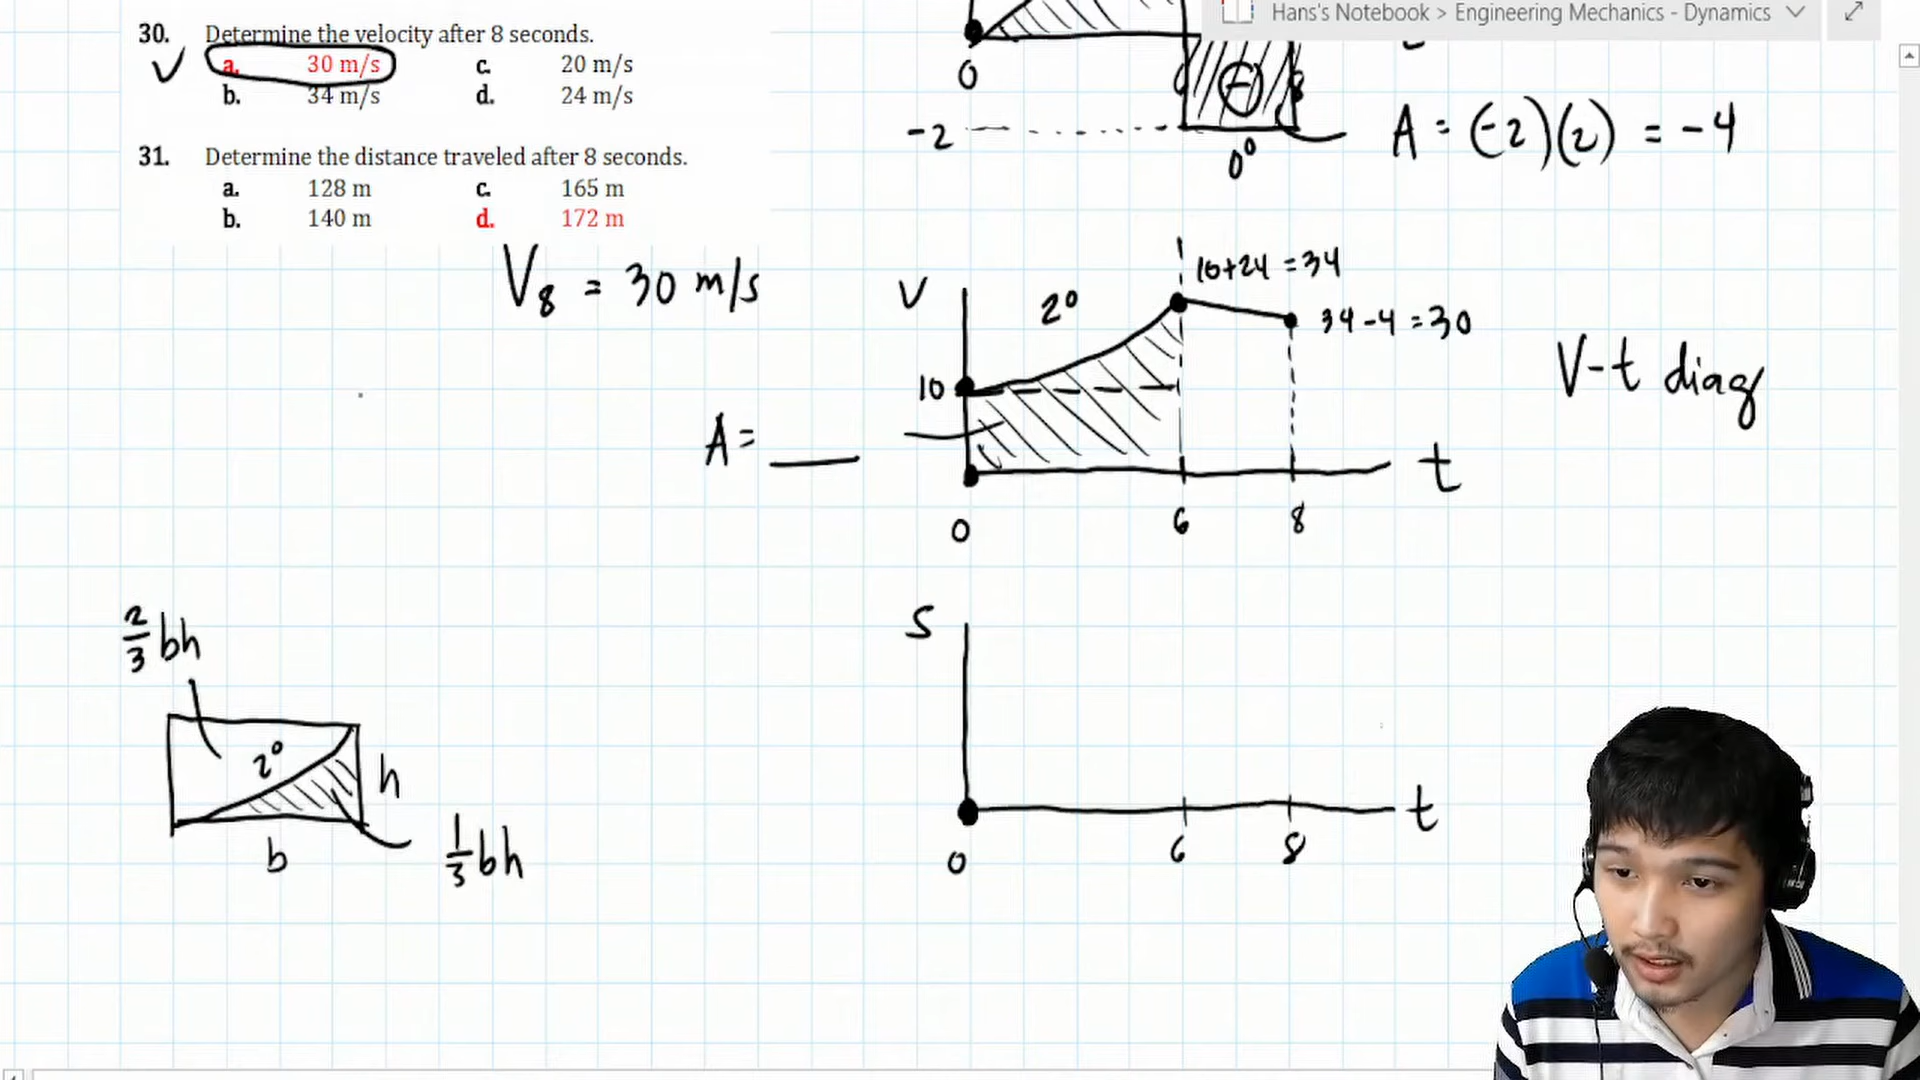 Hans's Notebook > Engineering Mechanics - Dynamics
30. Determine the velocity after 8 seconds.
a. 30 m/s c. 20 m/s
b. 34 m/s d. 24 m/s
31. Determine the distance traveled after 8 seconds.
a. 128 m c. 165 m
b. 140 m d. 172 m
0
-2
0°
A = (-2)(2) = -4
V₈ = 30 m/s
V
2°
10+24 = 34
34-4 = 30
10
V-t diag
A =
t
0 6 8
S
t
0 6 8
2/3 bh
2°
h
b
1/3 bh